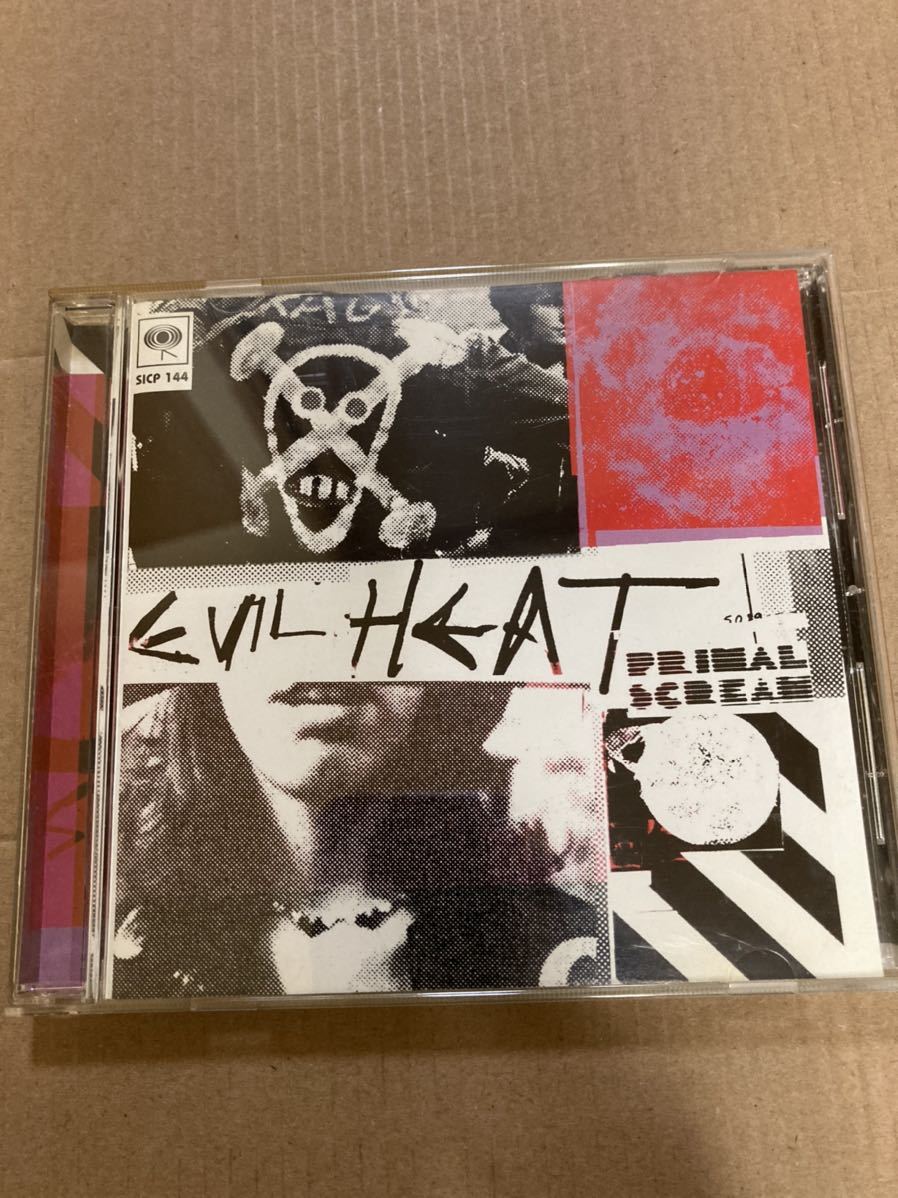 SICP 144
EVIL HEAT
PRIMAL
SCREAM